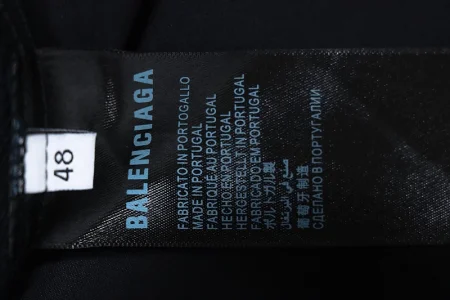 48
BALENCIAGA
FABRICATO IN PORTOGALLO
MADE IN PORTUGAL
FABRIQUE AU PORTUGAL
HECHO EN PORTUGAL
HERGESTELLT IN PORTUGAL
FABRICADO EM PORTUGAL
ポルトガル製
صنع في البرتغال
葡萄牙制造
СДЕЛАНО В ПОРТУГАЛИИ